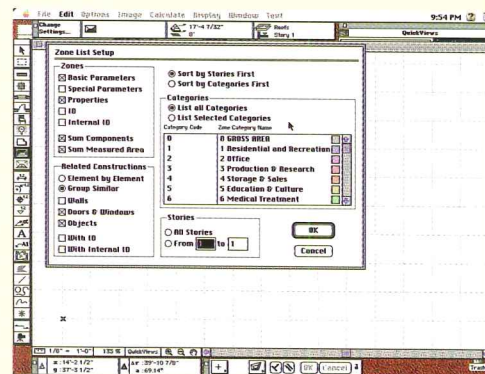 File Edit Options Image Calculate Display Window Text 9:54 PM
Change Settings...
17'-4 7/32"
0"
Roofs
Story 1
QuickViews
Zone List Setup
Zones
Basic Parameters
Special Parameters
Properties
ID
Internal ID
Sum Components
Sum Measured Area
Related Constructions
Element by Element
Group Similar
Walls
Doors & Windows
Objects
With ID
With Internal ID
Sort by Stories First
Sort by Categories First
Categories
List all Categories
List Selected Categories
Category Code Zone Category Name
0 0 GROSS AREA
1 1 Residential and Recreation
2 2 Office
3 3 Production & Research
4 4 Storage & Sales
5 5 Education & Culture
6 6 Medical Treatment
Stories
All Stories
From 1 to 1
OK
Cancel
1/8" = 1'-0" 133 % QuickViews
OK Cancel
Trash